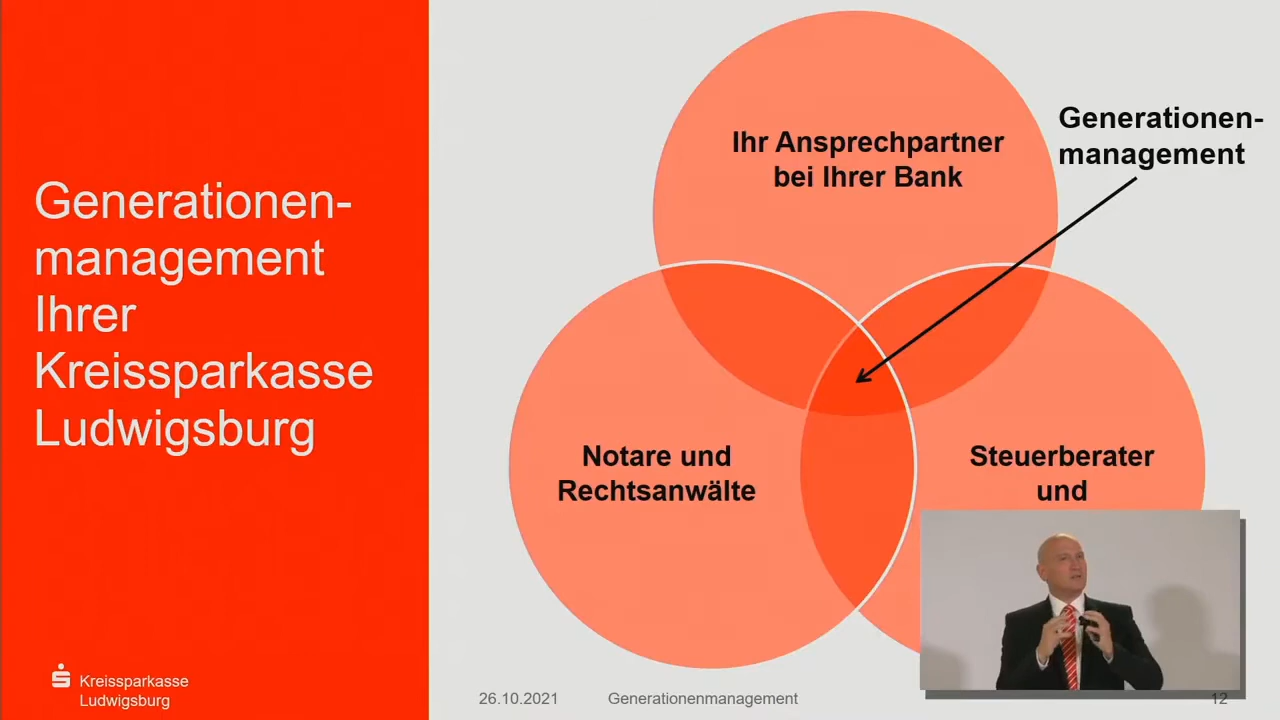 Generationen-
management
Ihrer
Kreissparkasse
Ludwigsburg
Ihr Ansprechpartner
bei Ihrer Bank
Generationen-
management
Notare und
Rechtsanwälte
Steuerberater
und
Kreissparkasse
Ludwigsburg
26.10.2021
Generationenmanagement
12